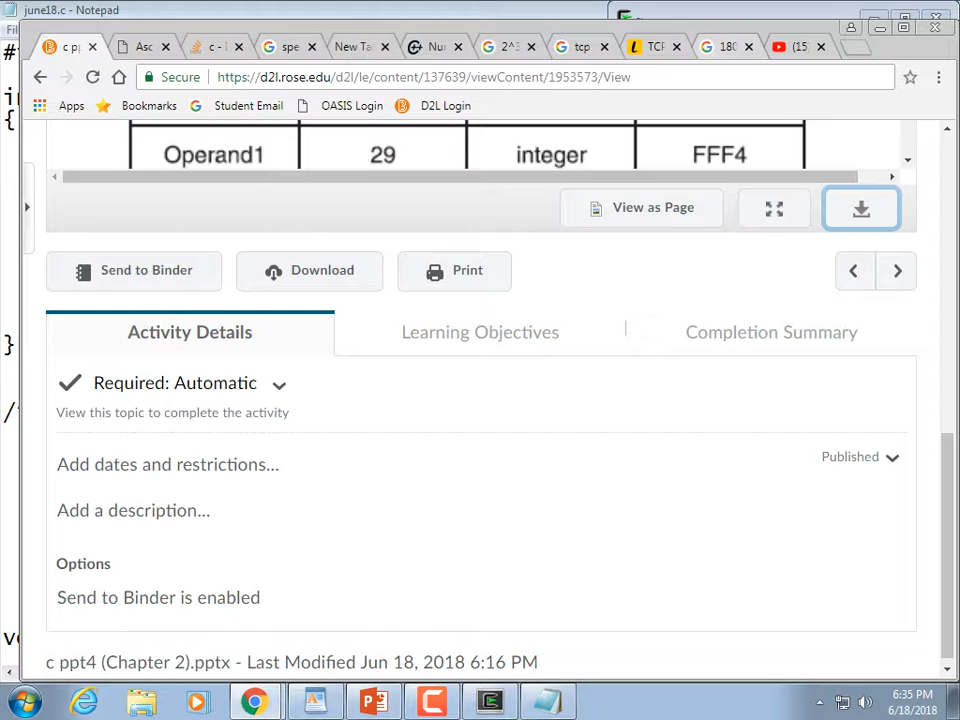 june18.c - Notepad
Fil
c p
Asc
c -
spe
New Ta
Nur
2^
tcp
TCF
180
(15)
Secure
https://d2l.rose.edu/d2l/le/content/137639/viewContent/1953573/View
Apps
Bookmarks
Student Email
OASIS Login
D2L Login
#
{
}
Operand1 29 integer FFF4
View as Page
Send to Binder
Download
Print
Activity Details
Learning Objectives
Completion Summary
Required: Automatic
View this topic to complete the activity
Add dates and restrictions...
Published
Add a description...
Options
Send to Binder is enabled
c ppt4 (Chapter 2).pptx - Last Modified Jun 18, 2018 6:16 PM
6:35 PM
6/18/2018